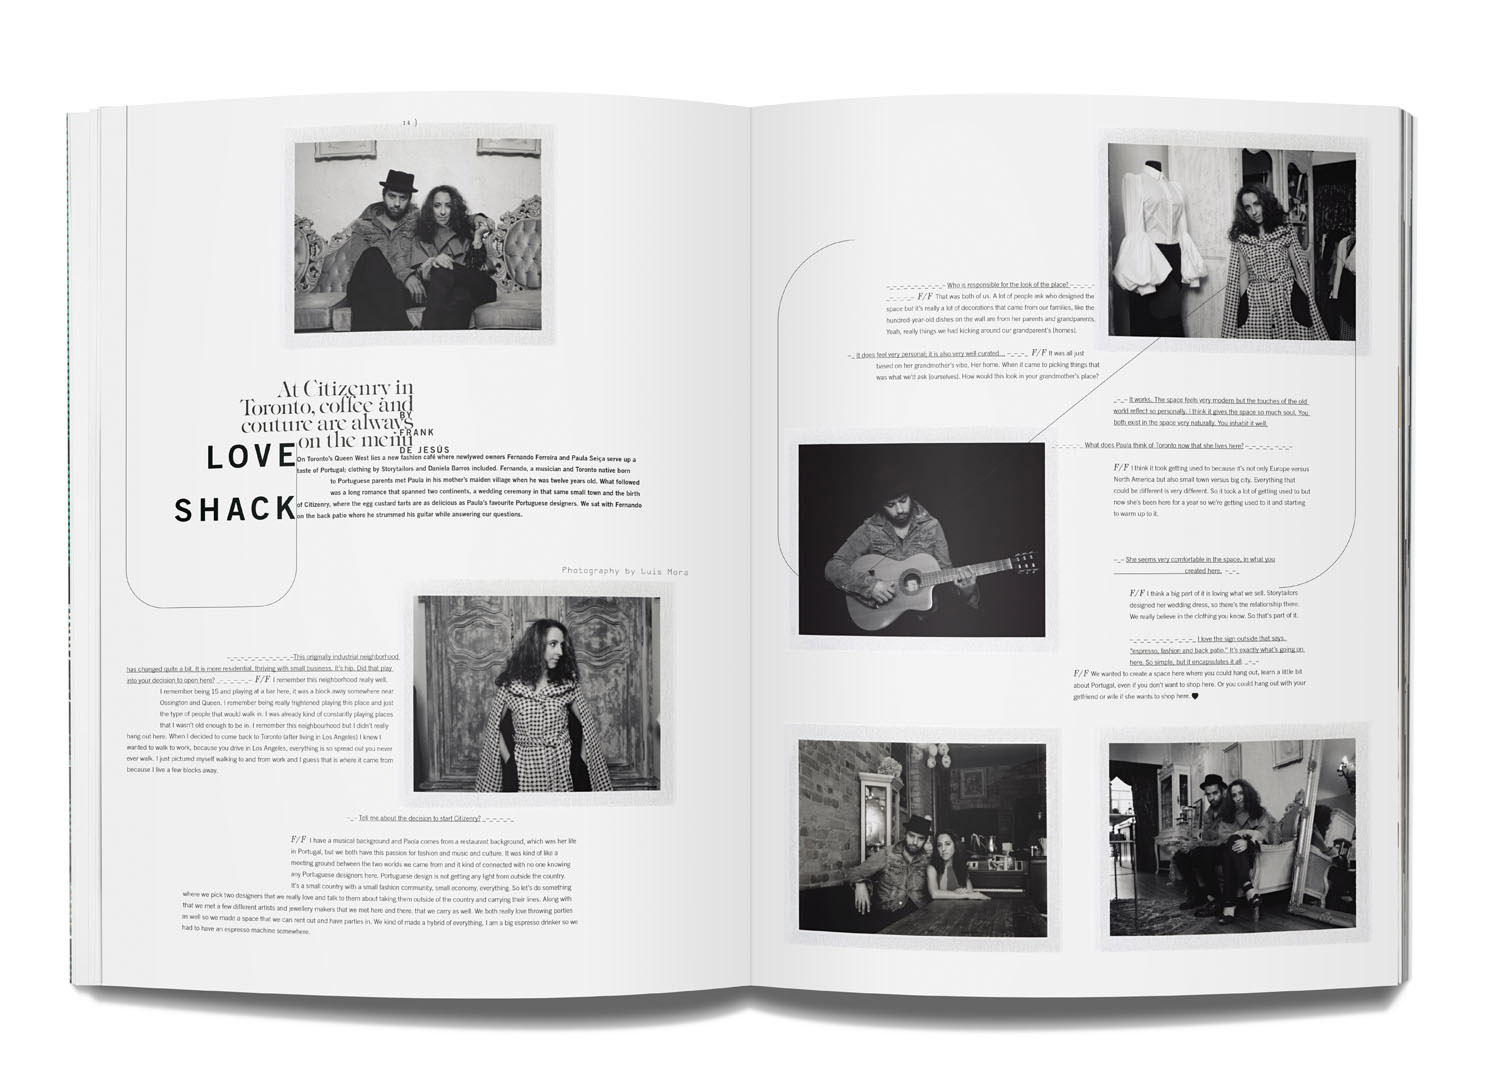 14 )
At Citizenry in
Toronto, coffee and
couture are always
on the menu
BY
FRANK
DE JESÚS
LOVE
SHACK
On Toronto's Queen West lies a new fashion café where newlywed owners Fernando Ferreira and Paula Seiça serve up a
taste of Portugal; clothing by Storytailors and Daniela Barros included. Fernando, a musician and Toronto native born
to Portuguese parents met Paula in his mother's maiden village when he was twelve years old. What followed
was a long romance that spanned two continents, a wedding ceremony in that same small town and the birth
of Citizenry, where the egg custard tarts are as delicious as Paula's favourite Portuguese designers. We sat with Fernando
on the back patio where he strummed his guitar while answering our questions.
Photography by Luis Mora
This originally industrial neighborhood
has changed quite a bit. It is more residential, thriving with small business. It's hip. Did that play
into your decision to open here? F/F I remember this neighborhood really well.
I remember being 15 and playing at a bar here, it was a block away somewhere near
Ossington and Queen. I remember being really frightened playing this place and just
the type of people that would walk in. I was already kind of constantly playing places
that I wasn't old enough to be in. I remember this neighbourhood but I didn't really
hang out here. When I decided to come back to Toronto (after living in Los Angeles) I knew I
wanted to walk to work, because you drive in Los Angeles, everything is so spread out you never
ever walk. I just pictured myself walking to and from work and I guess that is where it came from
because I live a few blocks away.
Tell me about the decision to start Citizenry?
F/F I have a musical background and Paola comes from a restaurant background, which was her life
in Portugal, but we both have this passion for fashion and music and culture. It was kind of like a
meeting ground between the two worlds we came from and it kind of connected with no one knowing
any Portuguese designers here. Portuguese design is not getting any light from outside the country.
It's a small country with a small fashion community, small economy, everything. So let's do something
where we pick two designers that we really love and talk to them about taking them outside of the country and carrying their lines. Along with
that we met a few different artists and jewellery makers that we met here and there, that we carry as well. We both really love throwing parties
as well so we made a space that we can rent out and have parties in. We kind of made a hybrid of everything. I am a big espresso drinker so we
had to have an espresso machine somewhere.
Who is responsible for the look of the place?
F/F That was both of us. A lot of people ask who designed the
space but it's really a lot of decorations that came from our families, like the
hundred-year-old dishes on the wall are from her parents and grandparents.
Yeah, really things we had kicking around our grandparent's [homes].
It does feel very personal; it is also very well curated... F/F It was all just
based on her grandmother's vibe. Her home. When it came to picking things that
was what we'd ask [ourselves]. How would this look in your grandmother's place?
It works. The space feels very modern but the touches of the old
world reflect so personally. I think it gives the space so much soul. You
both exist in the space very naturally. You inhabit it well.
What does Paula think of Toronto now that she lives here?
F/F I think it took getting used to because it's not only Europe versus
North America but also small town versus big city. Everything that
could be different is very different. So it took a lot of getting used to but
now she's been here for a year so we're getting used to it and starting
to warm up to it.
She seems very comfortable in the space, in what you
created here.
F/F I think a big part of it is loving what we sell. Storytailors
designed her wedding dress, so there's the relationship there.
We really believe in the clothing you know. So that's part of it.
I love the sign outside that says,
"espresso, fashion and back patio." It's exactly what's going on
here. So simple, but it encapsulates it all.
F/F We wanted to create a space here where you could hang out, learn a little bit
about Portugal, even if you don't want to shop here. Or you could hang out with your
girlfriend or wife if she wants to shop here.